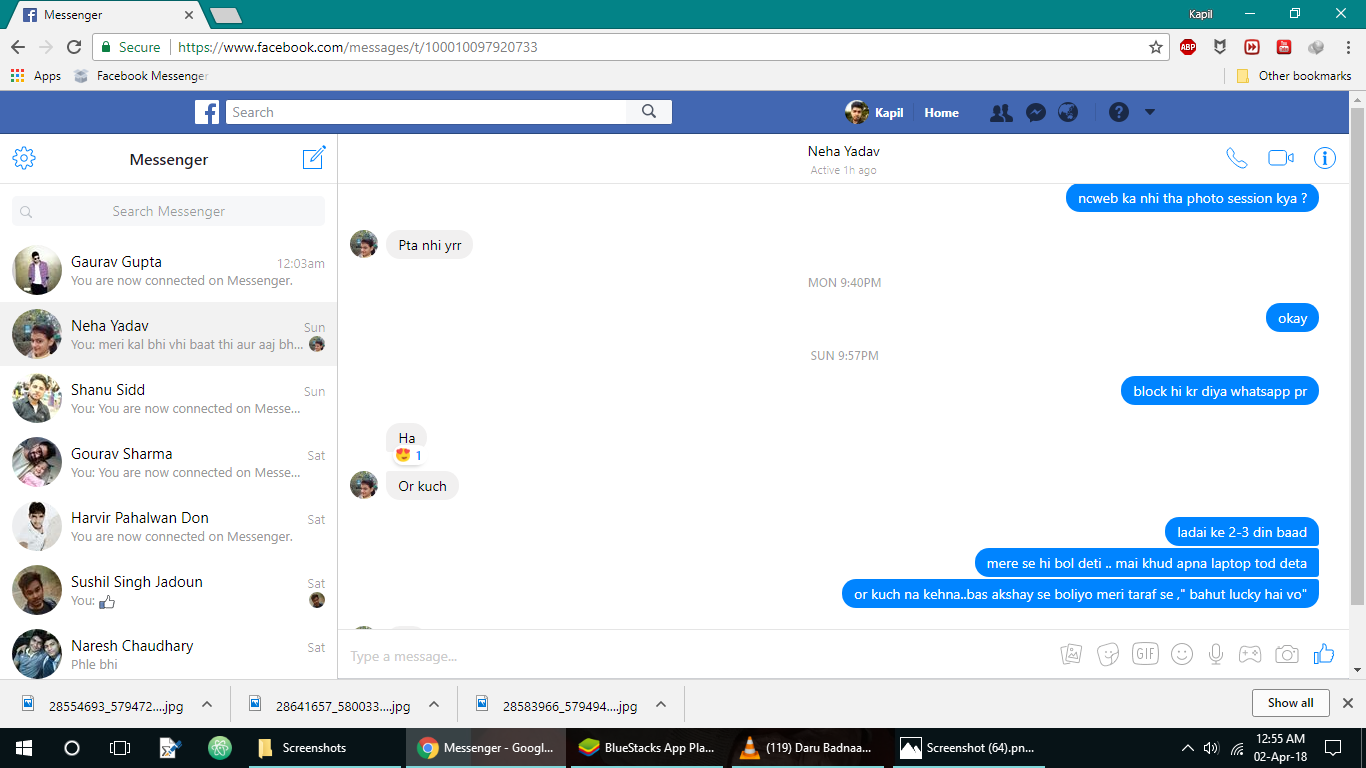 Messenger
Kapil
Secure
https://www.facebook.com/messages/t/100010097920733
ABP
Apps
Facebook Messenger
Other bookmarks
Search
Kapil
Home
Messenger
Neha Yadav
Active 1h ago
Search Messenger
Gaurav Gupta
12:03am
You are now connected on Messenger.
Neha Yadav
Sun
You: meri kal bhi vhi baat thi aur aaj bh...
Shanu Sidd
Sun
You: You are now connected on Messe...
Gourav Sharma
Sat
You: You are now connected on Messe...
Harvir Pahalwan Don
Sat
You are now connected on Messenger.
Sushil Singh Jadoun
Sat
You:
Naresh Chaudhary
Sat
Phle bhi
ncweb ka nhi tha photo session kya ?
Pta nhi yrr
MON 9:40PM
okay
SUN 9:57PM
block hi kr diya whatsapp pr
Ha
1
Or kuch
ladai ke 2-3 din baad
mere se hi bol deti .. mai khud apna laptop tod deta
or kuch na kehna..bas akshay se boliyo meri taraf se ," bahut lucky hai vo"
Type a message...
GIF
28554693_579472....jpg
28641657_580033....jpg
28583966_579494....jpg
Show all
Screenshots
Messenger - Googl...
BlueStacks App Pla...
(119) Daru Badnaa...
Screenshot (64).pn...
12:55 AM
02-Apr-18